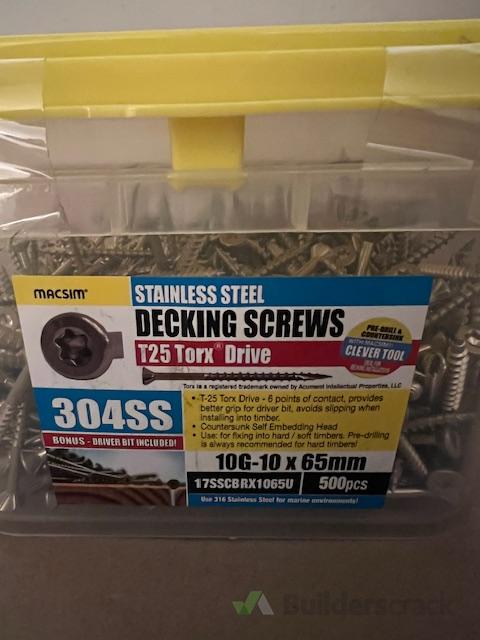 MACSIM®
STAINLESS STEEL
DECKING SCREWS
T25 Torx® Drive
PRE-DRILL &
COUNTERSINK
WITH MACSIM'S
CLEVER TOOL
Torx is a registered trademark owned by Acument Intellectual Properties, LLC
304SS
BONUS - DRIVER BIT INCLUDED!
• T-25 Torx Drive - 6 points of contact, provides
better grip for driver bit, avoids slipping when
installing into timber.
• Countersunk Self Embedding Head
• Use: for fixing into hard / soft timbers. Pre-drilling
is always recommended for hard timbers!
10G-10 x 65mm
17SSCBRX1065U
500pcs
Use 316 Stainless Steel for marine environments!
Builderscrack